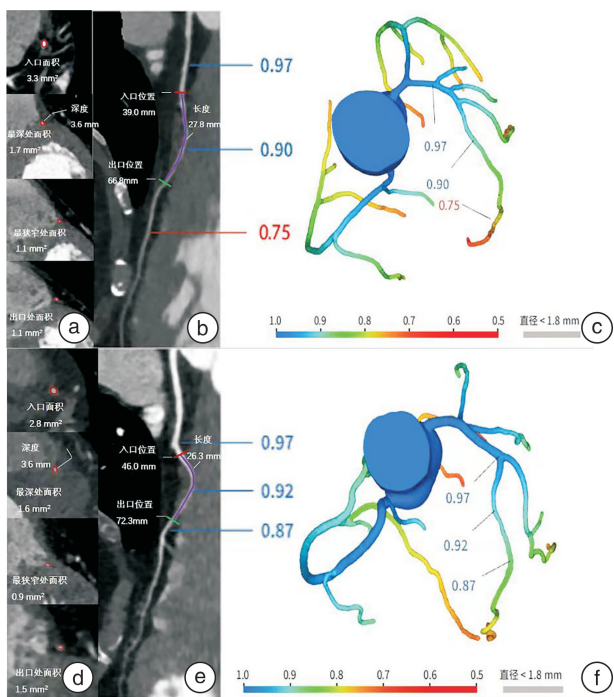 入口面积
3.3 mm²
深度
3.6 mm
最深处面积
1.7 mm²
最狭窄处面积
1.1 mm²
出口处面积
1.1 mm²
a
入口位置
39.0 mm
长度
27.8 mm
出口位置
66.8mm
b
0.97
0.90
0.75
0.97
0.90
0.75
1.0 0.9 0.8 0.7 0.6 0.5
直径<1.8 mm
c
入口面积
2.8 mm²
深度
3.6 mm
最深处面积
1.6 mm²
最狭窄处面积
0.9 mm²
出口处面积
1.5 mm²
d
入口位置
46.0 mm
长度
26.3 mm
出口位置
72.3mm
e
0.97
0.92
0.87
0.97
0.92
0.87
1.0 0.9 0.8 0.7 0.6 0.5
直径<1.8 mm
f